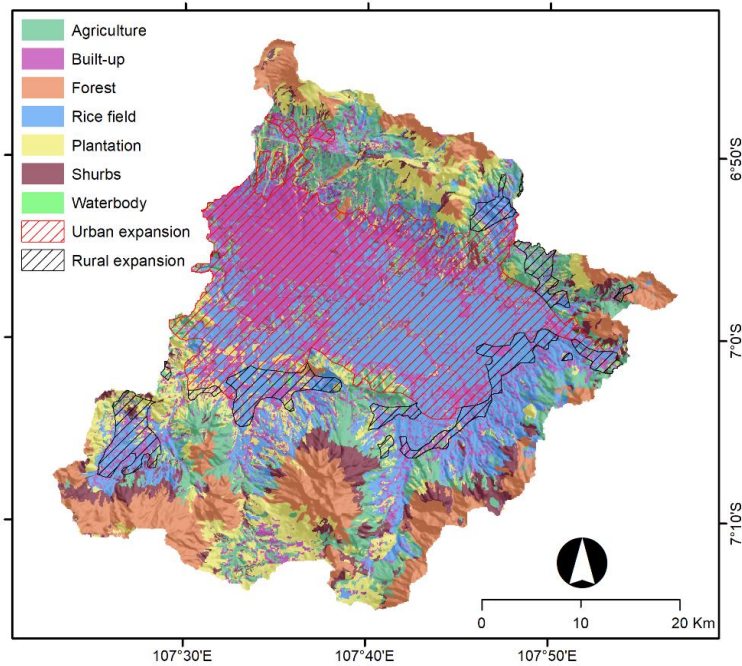 Agriculture
Built-up
Forest
Rice field
Plantation
Shurbs
Waterbody
Urban expansion
Rural expansion
6°50'S
7°0'S
7°10'S
0 10 20 Km
107°30'E 107°40'E 107°50'E